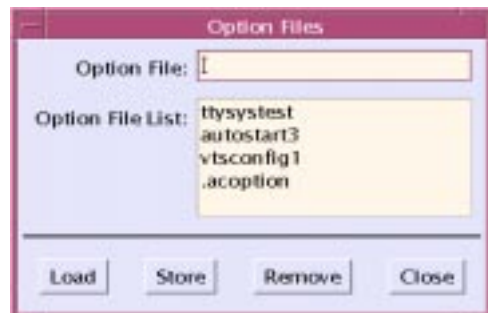 Option Files
Option File:
Option File List: ttysystest
autostart3
vtsconfig1
.acoption
Load Store Remove Close